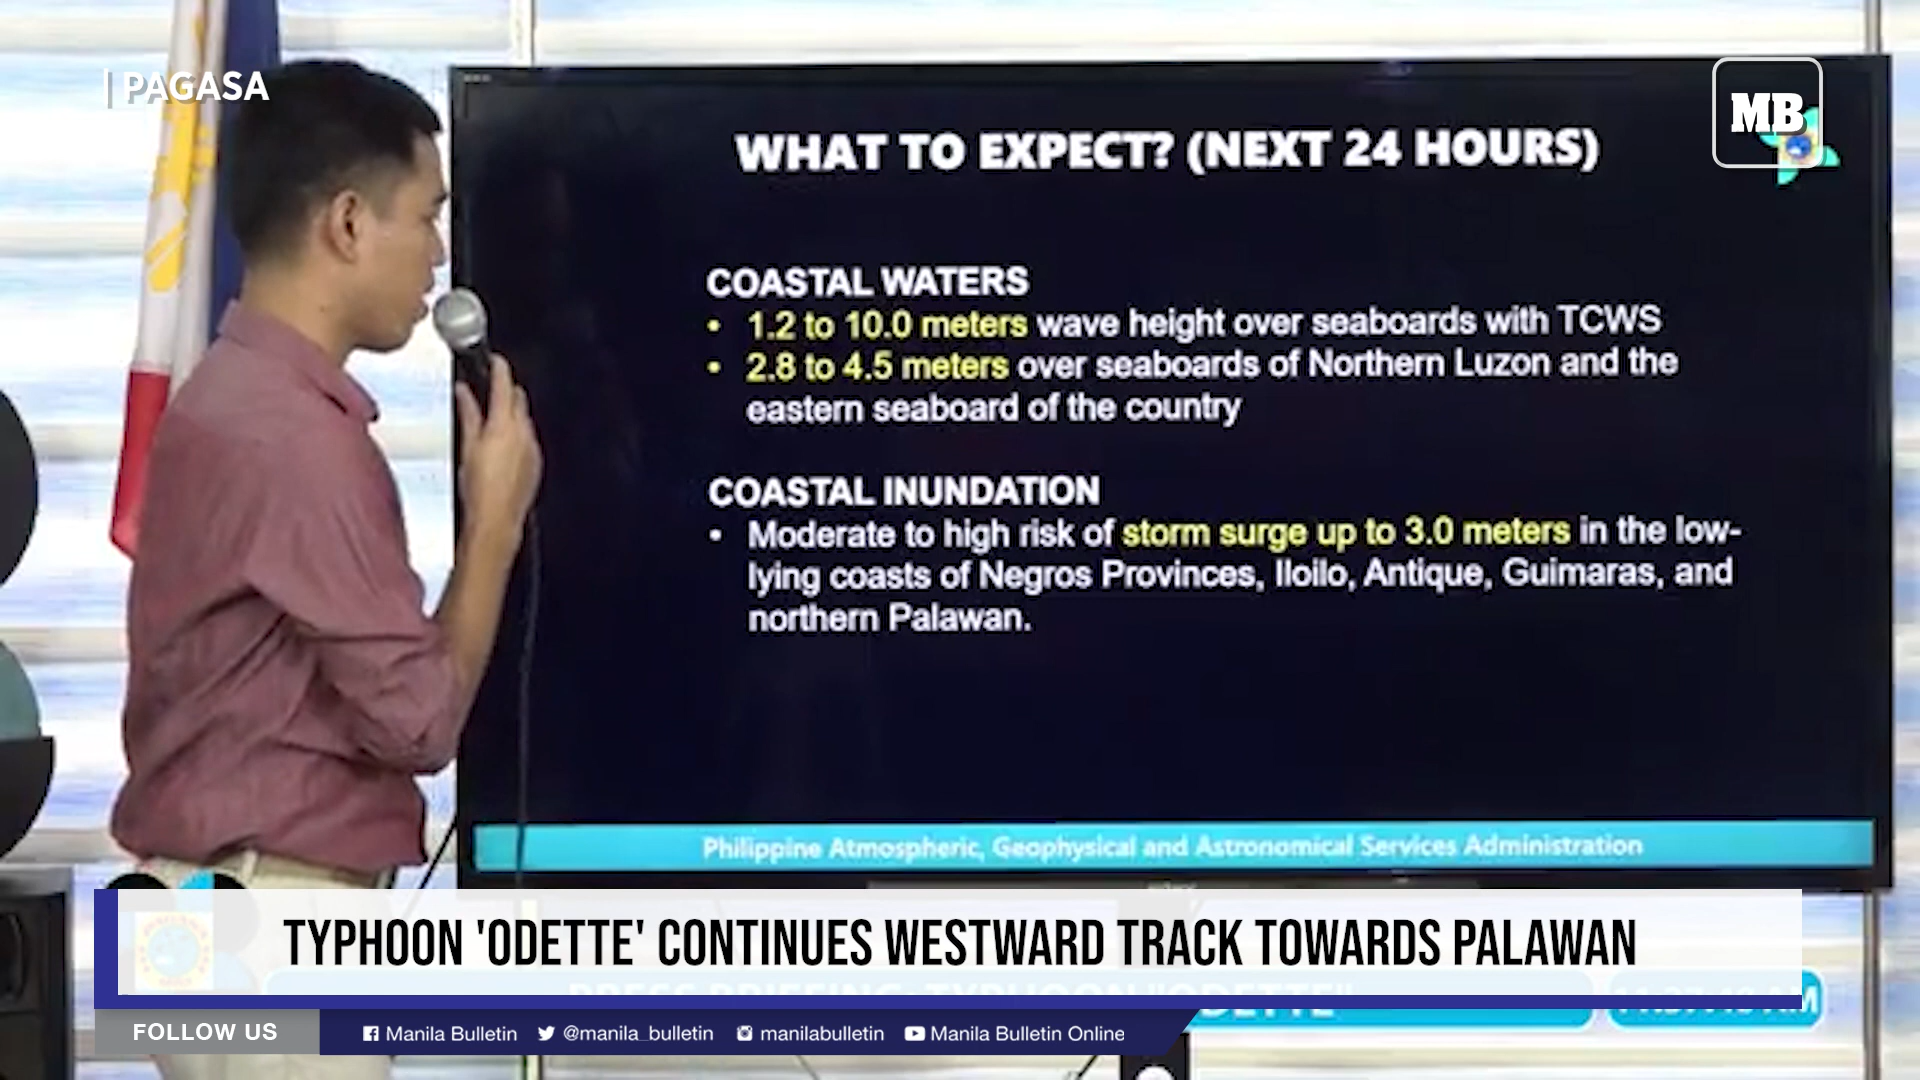 | PAGASA
MB
WHAT TO EXPECT? (NEXT 24 HOURS)
COASTAL WATERS
• 1.2 to 10.0 meters wave height over seaboards with TCWS
• 2.8 to 4.5 meters over seaboards of Northern Luzon and the
eastern seaboard of the country
COASTAL INUNDATION
• Moderate to high risk of storm surge up to 3.0 meters in the low-
lying coasts of Negros Provinces, Iloilo, Antique, Guimaras, and
northern Palawan.
Philippine Atmospheric, Geophysical and Astronomical Services Administration
TYPHOON 'ODETTE' CONTINUES WESTWARD TRACK TOWARDS PALAWAN
PRESS BRIEFING: TYPHOON "ODETTE"
FOLLOW US
Manila Bulletin
@manila_bulletin
manilabulletin
Manila Bulletin Online